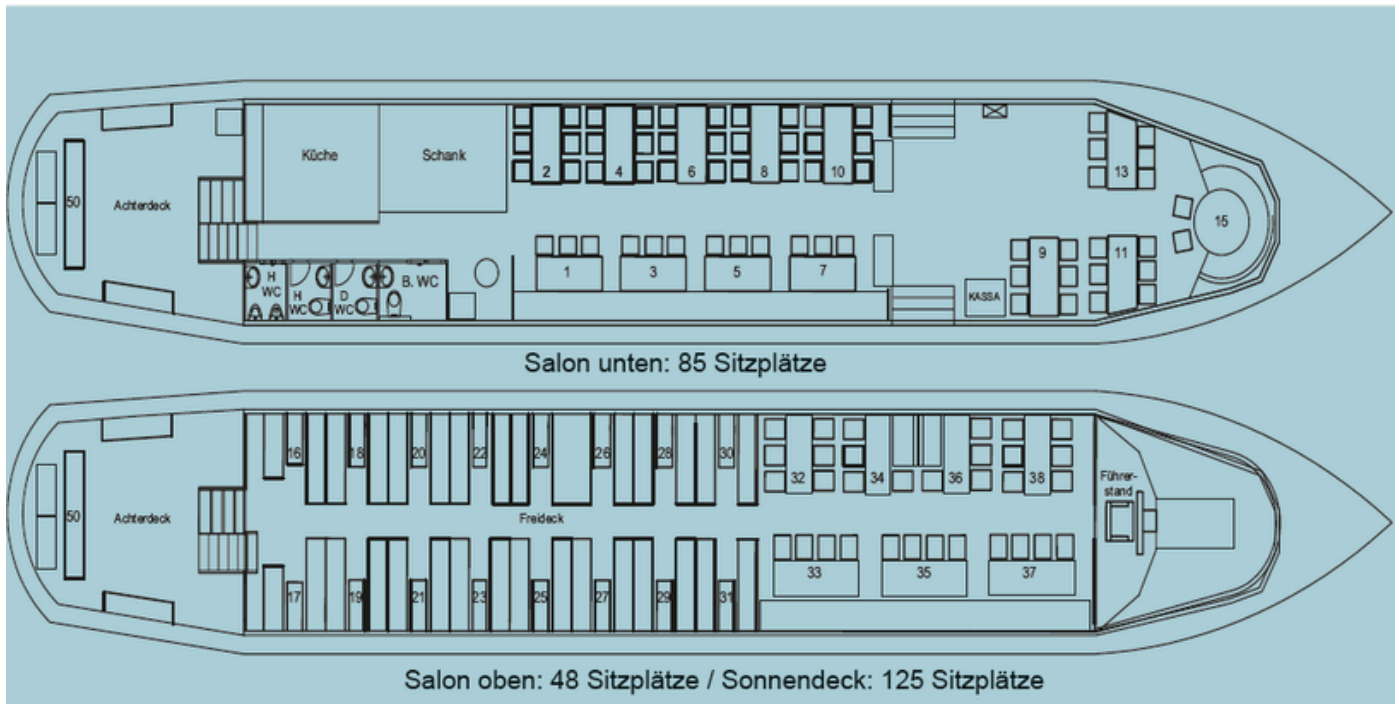 Küche
Schank
2
4
6
8
10
13
50
Achterdeck
15
H
WC
H
WC
D
WC
B. WC
1
3
5
7
9
11
KASSA
Salon unten: 85 Sitzplätze
16
18
20
22
24
26
28
30
32
34
36
38
Führer-
stand
50
Achterdeck
Freideck
33
35
37
17
19
21
23
25
27
29
31
Salon oben: 48 Sitzplätze / Sonnendeck: 125 Sitzplätze